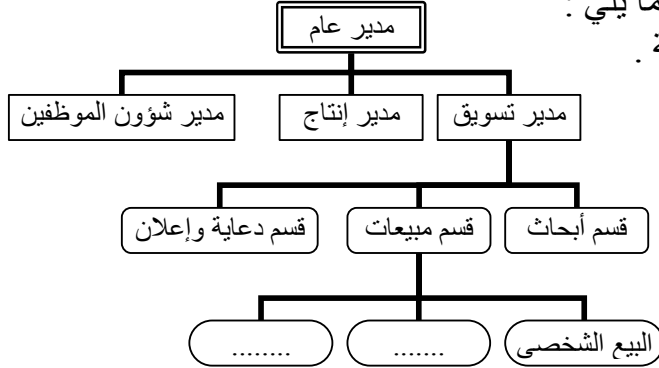 ما يلي :
مدير عام
مدير تسويق
مدير إنتاج
مدير شؤون الموظفين
قسم أبحاث
قسم مبيعات
قسم دعاية وإعلان
البيع الشخصي
.......
........